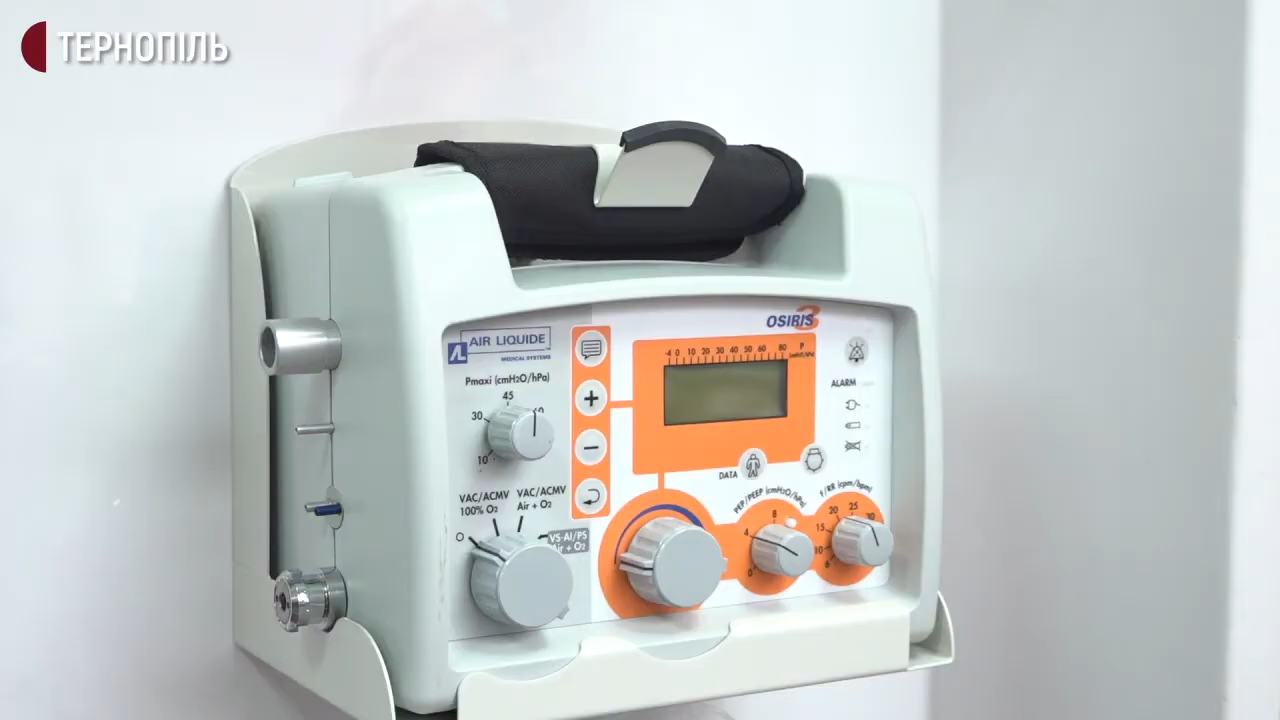 ТЕРНОПІЛЬ
OSIRIS 3
AIR LIQUIDE
MEDICAL SYSTEMS
Pmaxi (cmH2O/hPa)
45
30
10
-4 0 10 20 30 40 50 60 80 P
(cmH2O/hPa)
ALARM
DATA
VAC/ACMV
100% O2
VAC/ACMV
Air + O2
VS-AI/PS
Air + O2
O
PEP/PEEP (cmH2O/hPa)
0 4 8
f/RR (cpm/bpm)
6 10 15 20 25 30